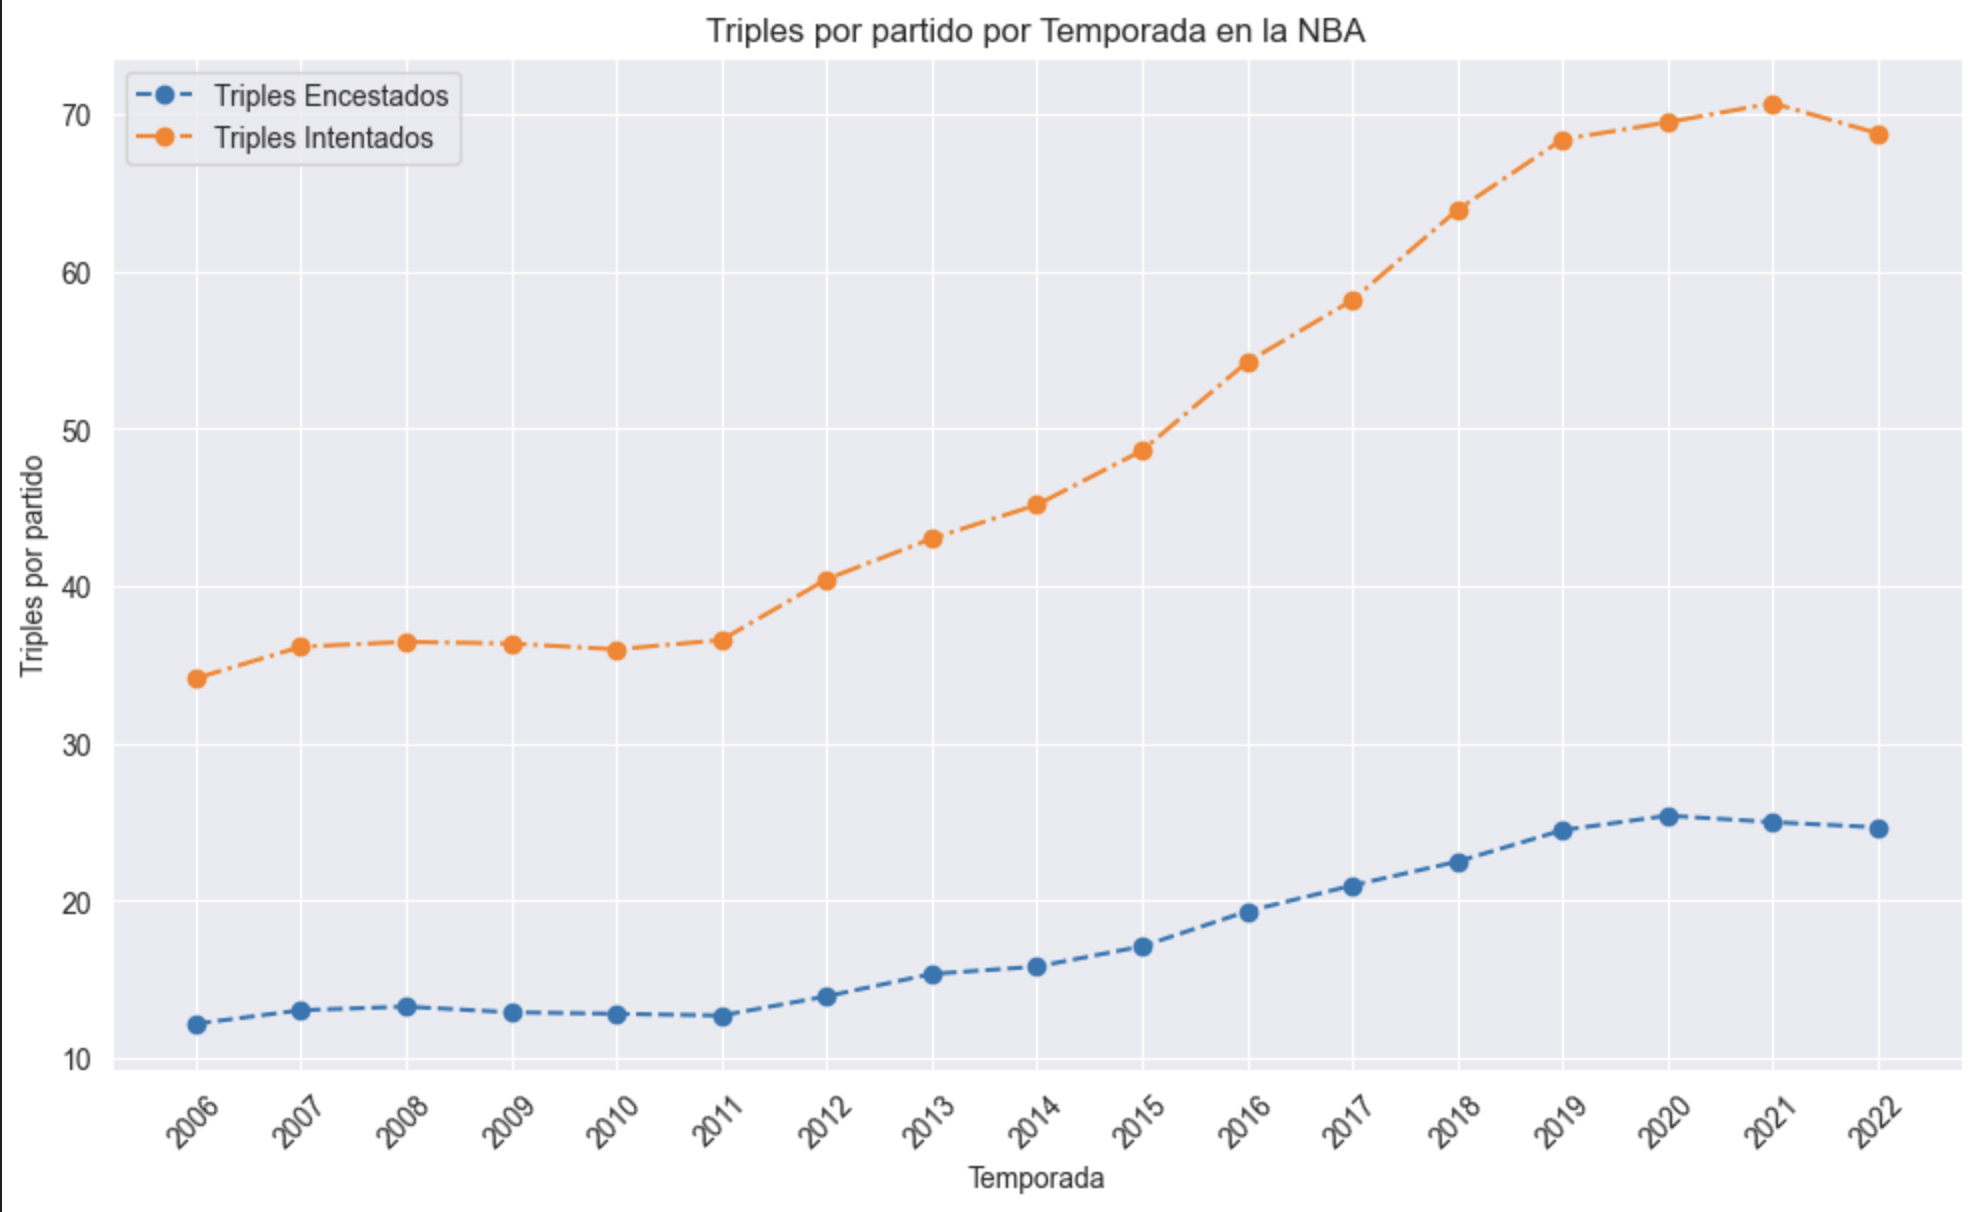 Triples por partido por Temporada en la NBA
Triples Encestados
Triples Intentados
Triples por partido
70
60
50
40
30
20
10
2006 2007 2008 2009 2010 2011 2012 2013 2014 2015 2016 2017 2018 2019 2020 2021 2022
Temporada